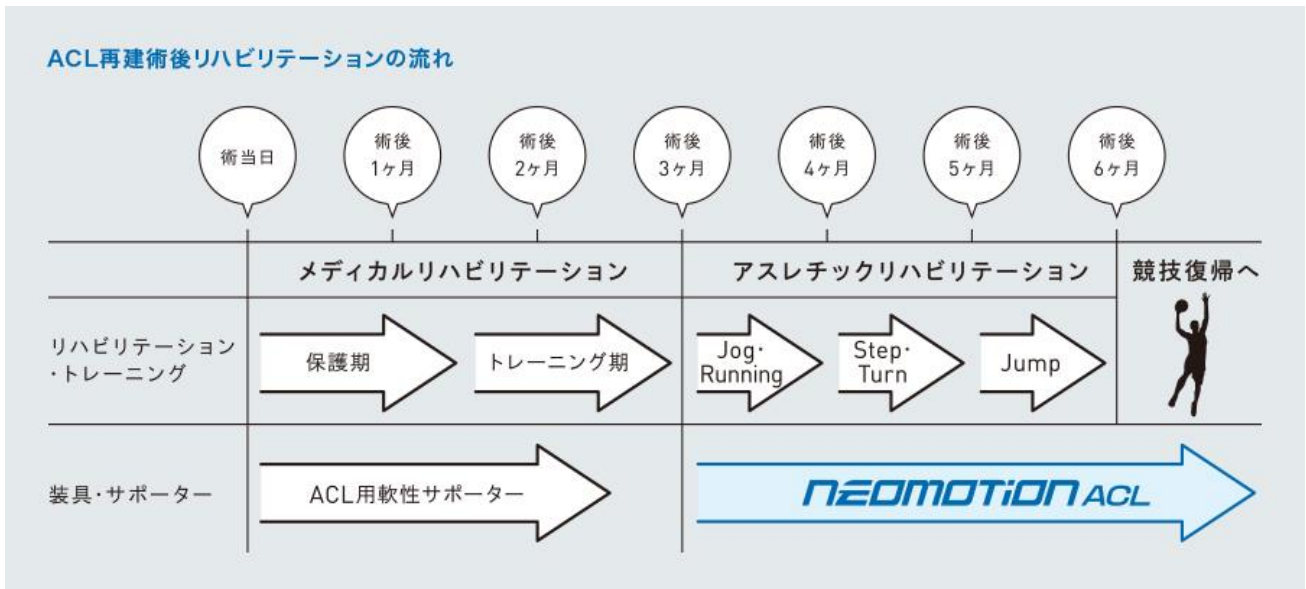 ACL再建術後リハビリテーションの流れ
術当日
術後
1ヶ月
術後
2ヶ月
術後
3ヶ月
術後
4ヶ月
術後
5ヶ月
術後
6ヶ月
メディカルリハビリテーション
アスレチックリハビリテーション
競技復帰へ
リハビリテーション
・トレーニング
保護期
トレーニング期
Jog・
Running
Step・
Turn
Jump
装具・サポーター
ACL用軟性サポーター
NEOMOTION ACL